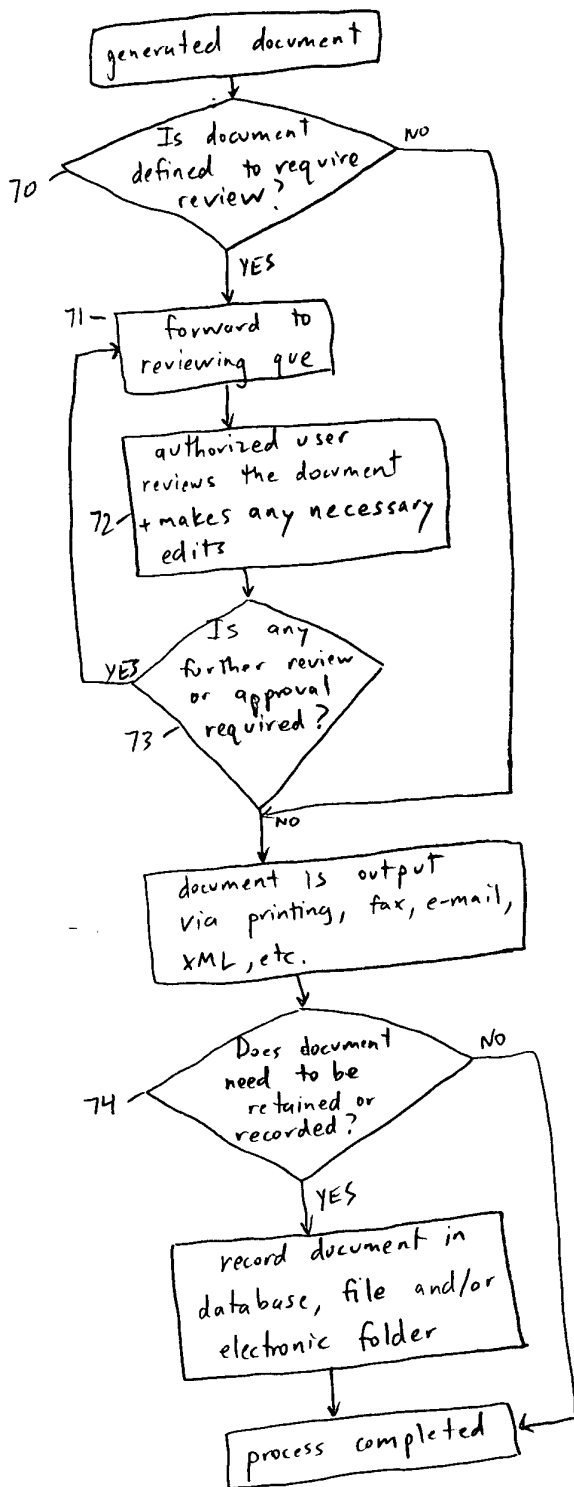 generated document
Is document
defined to require
review?
NO
70
YES
71
forward to
reviewing que
authorized user
reviews the document
72
+ makes any necessary
edits
Is any
further review
or approval
required?
YES
73
NO
document is output
via printing, fax, e-mail,
XML, etc.
Does document
need to be
retained or
recorded?
NO
74
YES
record document in
database, file and/or
electronic folder
process completed